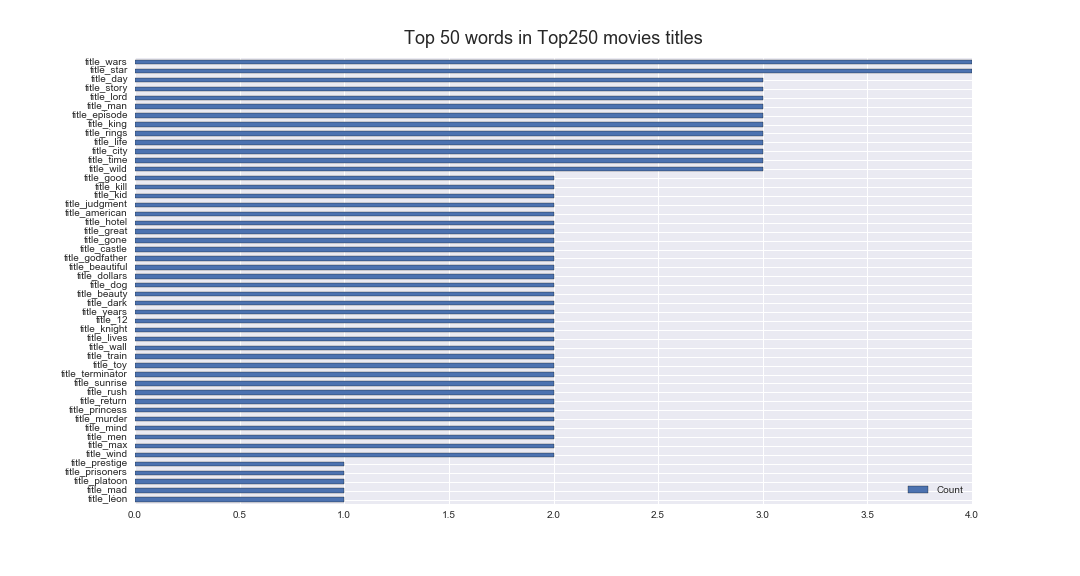 Top 50 words in Top250 movies titles
title_wars
title_star
title_day
title_story
title_lord
title_man
title_episode
title_king
title_rings
title_life
title_city
title_time
title_wild
title_good
title_kill
title_kid
title_judgment
title_american
title_hotel
title_great
title_gone
title_castle
title_godfather
title_beautiful
title_dollars
title_dog
title_beauty
title_dark
title_years
title_12
title_knight
title_lives
title_wall
title_train
title_toy
title_terminator
title_sunrise
title_rush
title_return
title_princess
title_murder
title_mind
title_men
title_max
title_wind
title_prestige
title_prisoners
title_platoon
title_mad
title_léon
Count
0.0 0.5 1.0 1.5 2.0 2.5 3.0 3.5 4.0